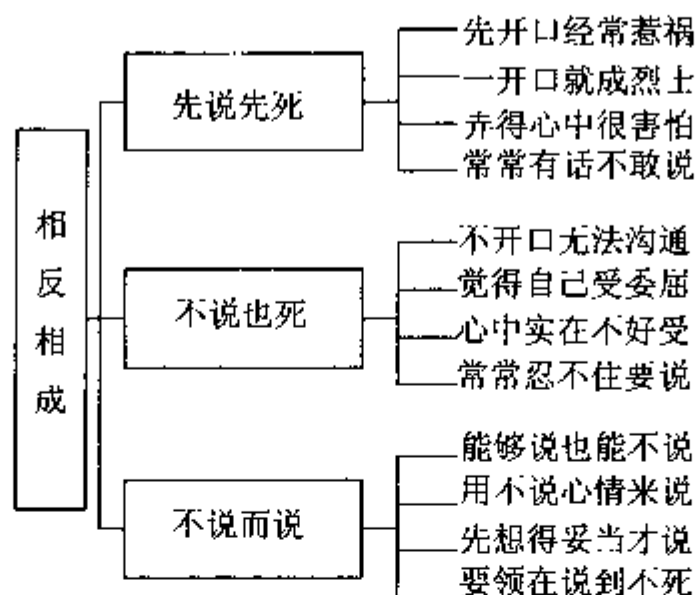 相反相成
先说先死
先开口经常惹祸
一开口就成烈士
弄得心中很害怕
常常有话不敢说
不说也死
不开口无法沟通
觉得自己受委屈
心中实在不好受
常常忍不住要说
不说而说
能够说也能不说
用不说心情来说
先想得妥当才说
要领在说到不死